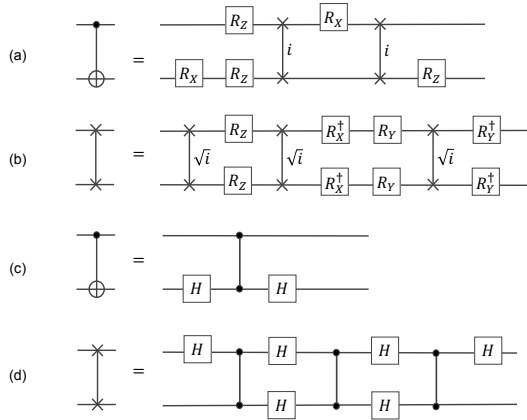 R_Z R_X
(a) = i i
R_X R_Z R_Z
R_Z R_X^† R_Y R_Y^†
(b) = √i √i √i
R_Z R_X^† R_Y R_Y^†
(c) =
H H
H H H H
(d) =
H H